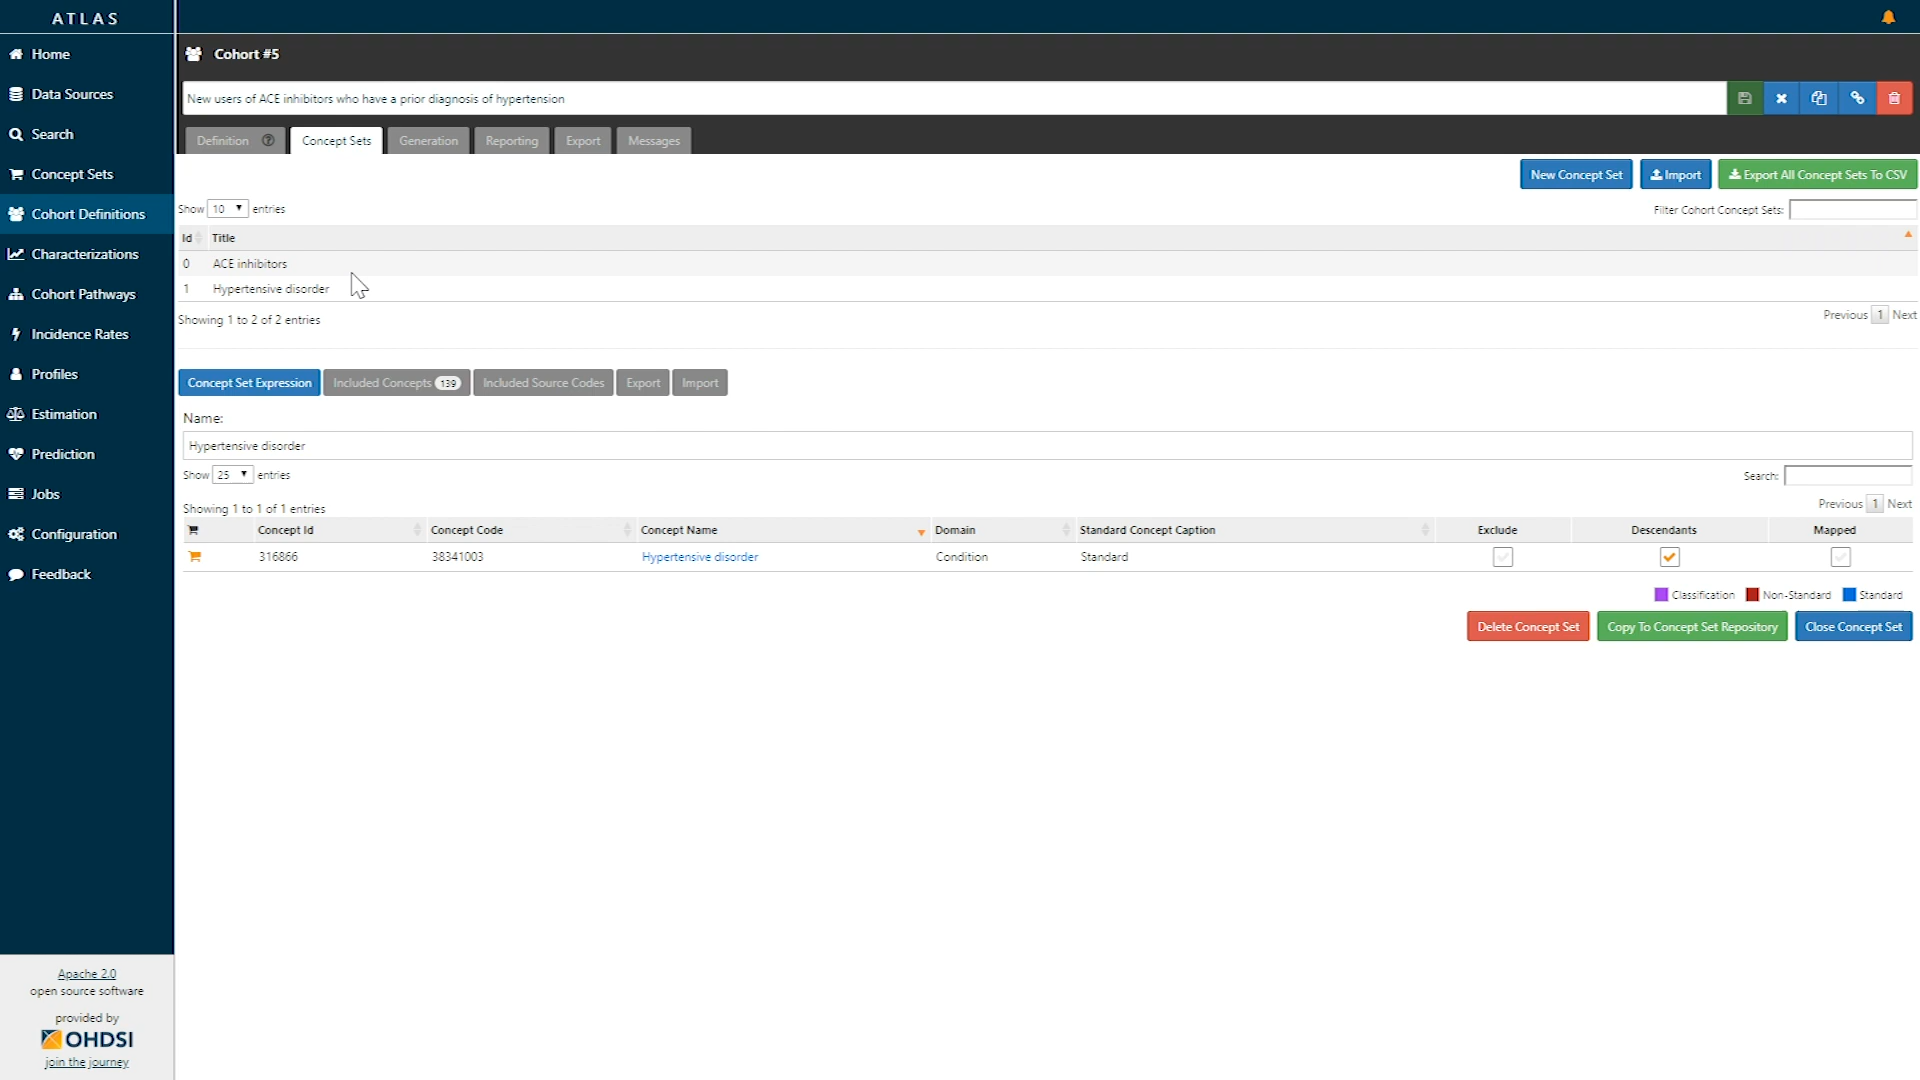 ATLAS
Home
Data Sources
Search
Concept Sets
Cohort Definitions
Characterizations
Cohort Pathways
Incidence Rates
Profiles
Estimation
Prediction
Jobs
Configuration
Feedback
Apache 2.0
open source software
provided by
OHDSI
join the journey
Cohort #5
New users of ACE inhibitors who have a prior diagnosis of hypertension
Definition Concept Sets Generation Reporting Export Messages
New Concept Set Import Export All Concept Sets To CSV
Show 10 entries Filter Cohort Concept Sets:
Id Title
0 ACE inhibitors
1 Hypertensive disorder
Showing 1 to 2 of 2 entries Previous 1 Next
Concept Set Expression Included Concepts 139 Included Source Codes Export Import
Name:
Hypertensive disorder
Show 25 entries Search:
Showing 1 to 1 of 1 entries Previous 1 Next
Concept Id Concept Code Concept Name Domain Standard Concept Caption Exclude Descendants Mapped
316866 38341003 Hypertensive disorder Condition Standard
Classification Non-Standard Standard
Delete Concept Set Copy To Concept Set Repository Close Concept Set